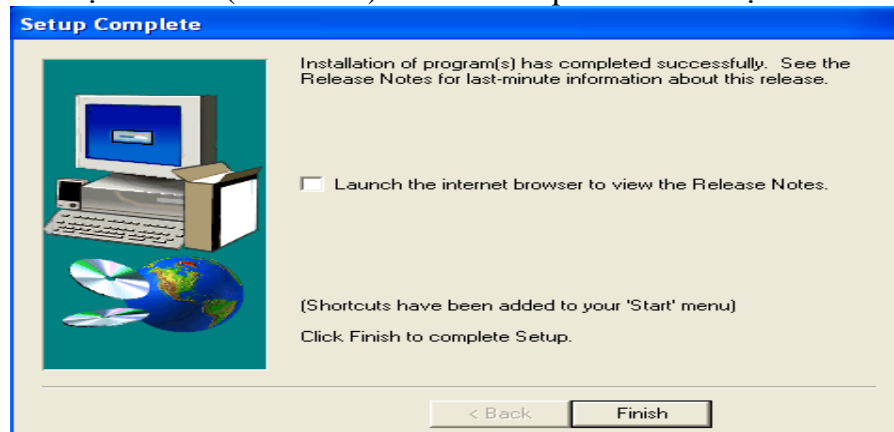 Setup Complete
Installation of program(s) has completed successfully. See the
Release Notes for last-minute information about this release.
Launch the internet browser to view the Release Notes.
(Shortcuts have been added to your 'Start' menu)
Click Finish to complete Setup.
< Back Finish